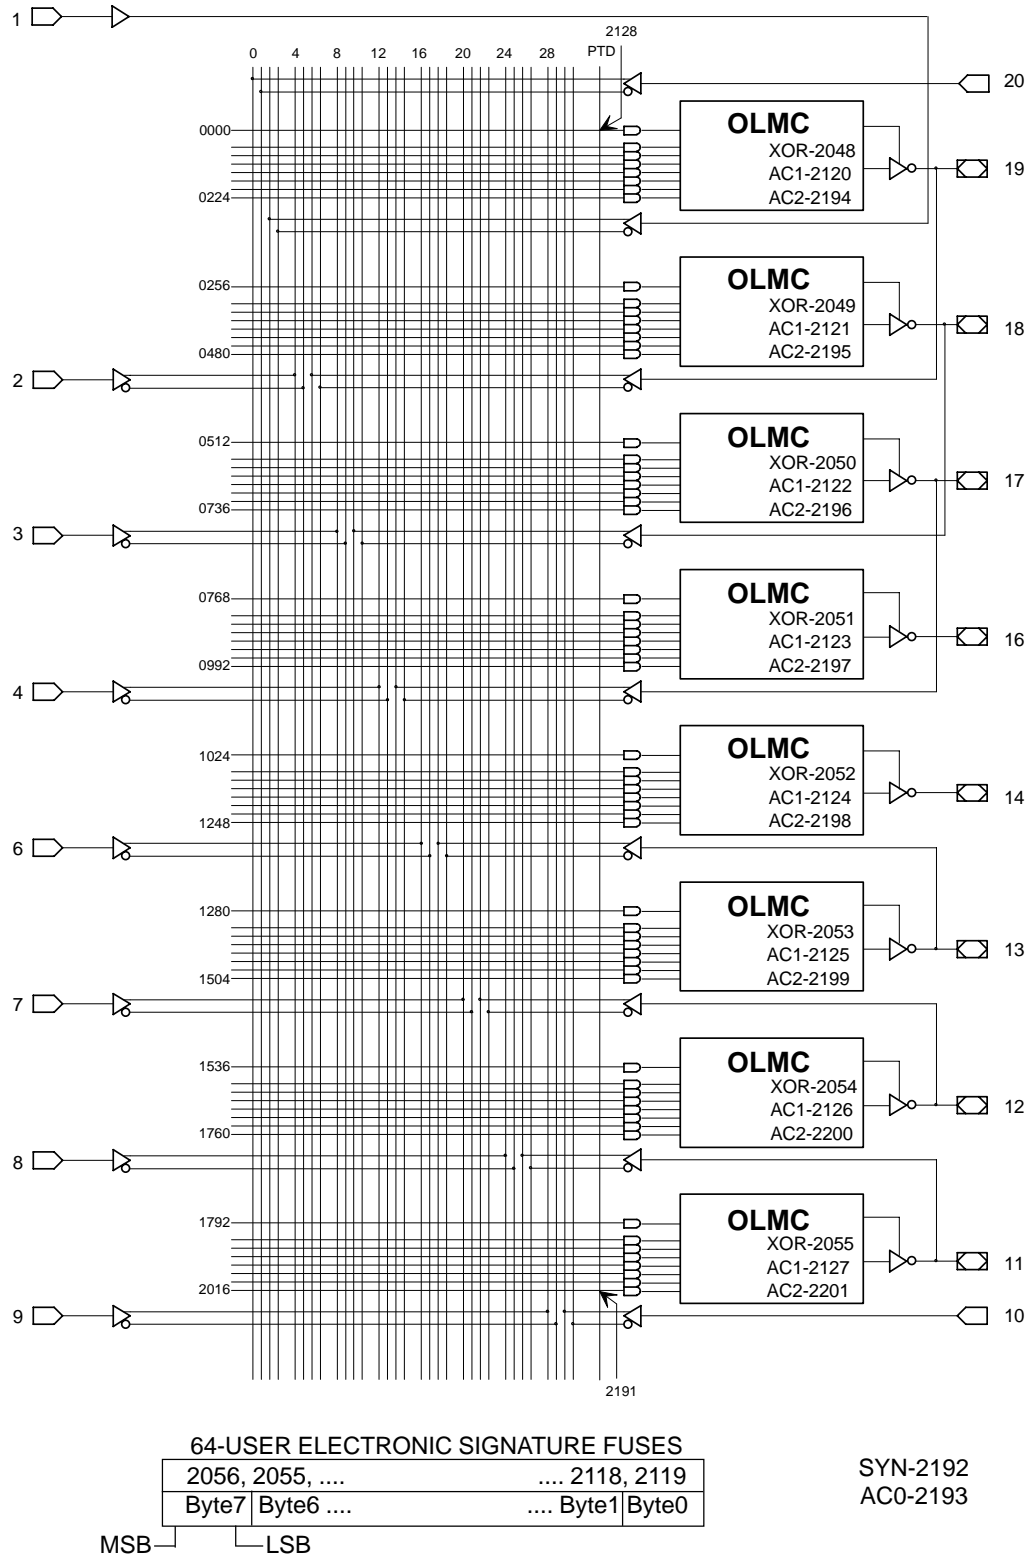 1
2128
0 4 8 12 16 20 24 28 PTD
20
0000
OLMC
XOR-2048
AC1-2120
AC2-2194
19
0224
0256
OLMC
XOR-2049
AC1-2121
AC2-2195
18
0480
2
0512
OLMC
XOR-2050
AC1-2122
AC2-2196
17
0736
3
0768
OLMC
XOR-2051
AC1-2123
AC2-2197
16
0992
4
1024
OLMC
XOR-2052
AC1-2124
AC2-2198
14
1248
6
1280
OLMC
XOR-2053
AC1-2125
AC2-2199
13
1504
7
1536
OLMC
XOR-2054
AC1-2126
AC2-2200
12
1760
8
1792
OLMC
XOR-2055
AC1-2127
AC2-2201
11
2016
9
10
2191
64-USER ELECTRONIC SIGNATURE FUSES
2056, 2055, .... .... 2118, 2119
Byte7 Byte6 .... .... Byte1 Byte0
MSB LSB
SYN-2192
AC0-2193